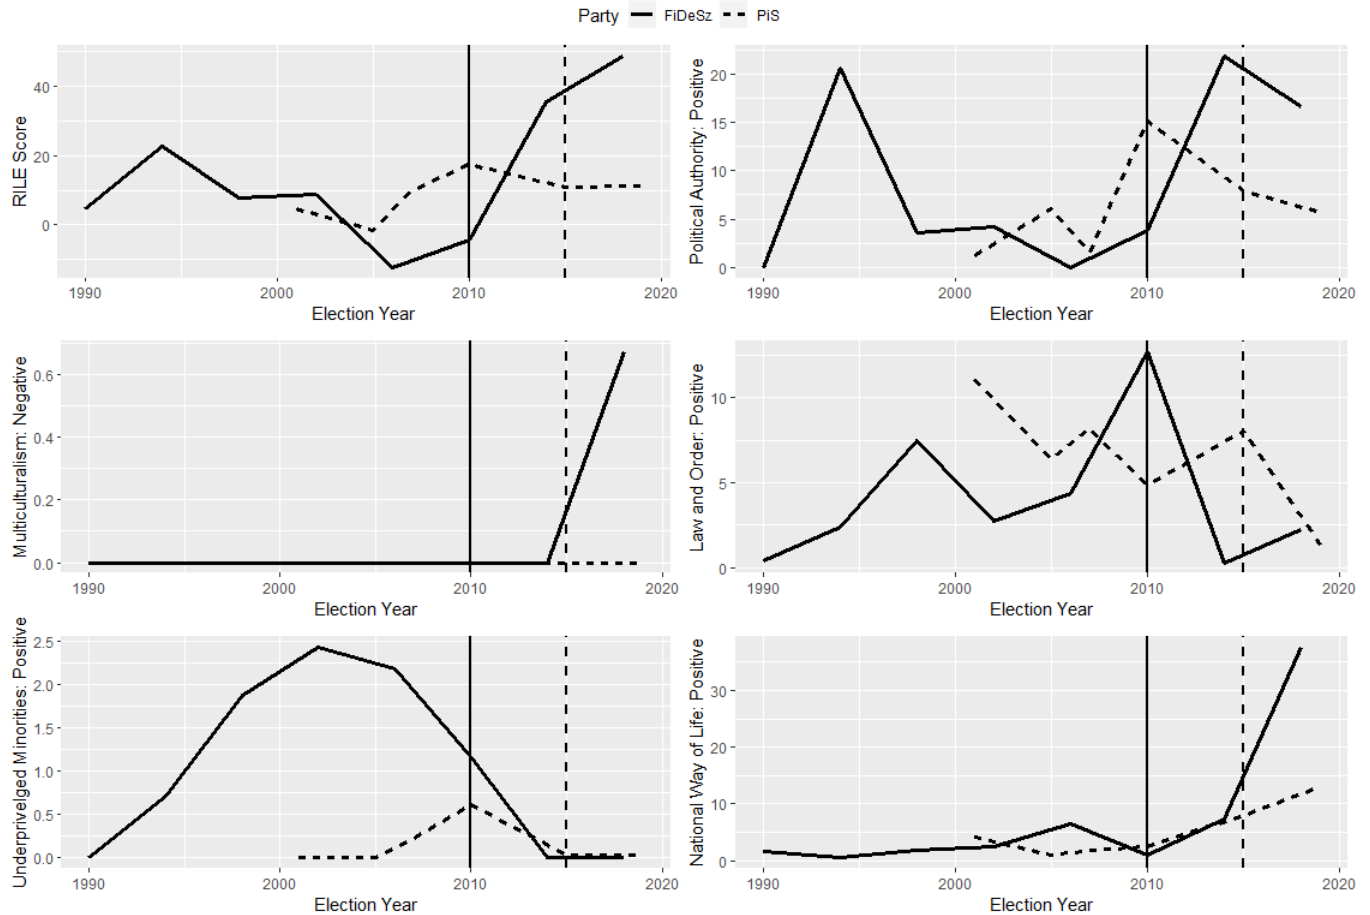 Party FiDeSz PiS
RILE Score
40
20
0
1990 2000 2010 2020
Election Year
Political Authority: Positive
20
15
10
5
0
1990 2000 2010 2020
Election Year
Multiculturalism: Negative
0.6
0.4
0.2
0.0
1990 2000 2010 2020
Election Year
Law and Order: Positive
10
5
0
1990 2000 2010 2020
Election Year
Underprivelged Minorities: Positive
2.5
2.0
1.5
1.0
0.5
0.0
1990 2000 2010 2020
Election Year
National Way of Life: Positive
30
20
10
0
1990 2000 2010 2020
Election Year